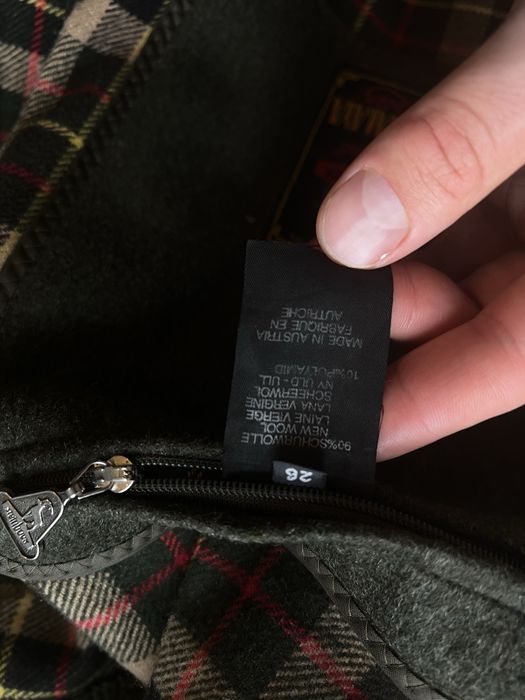 26
90%SCHURWOLLE
NEW WOOL
LAINE VIERGE
LANA VERGINE
SCHEERWOL
NY ULD - ULL
10%POLYAMID
MADE IN AUSTRIA
FABRIQUE EN
AUTRICHE